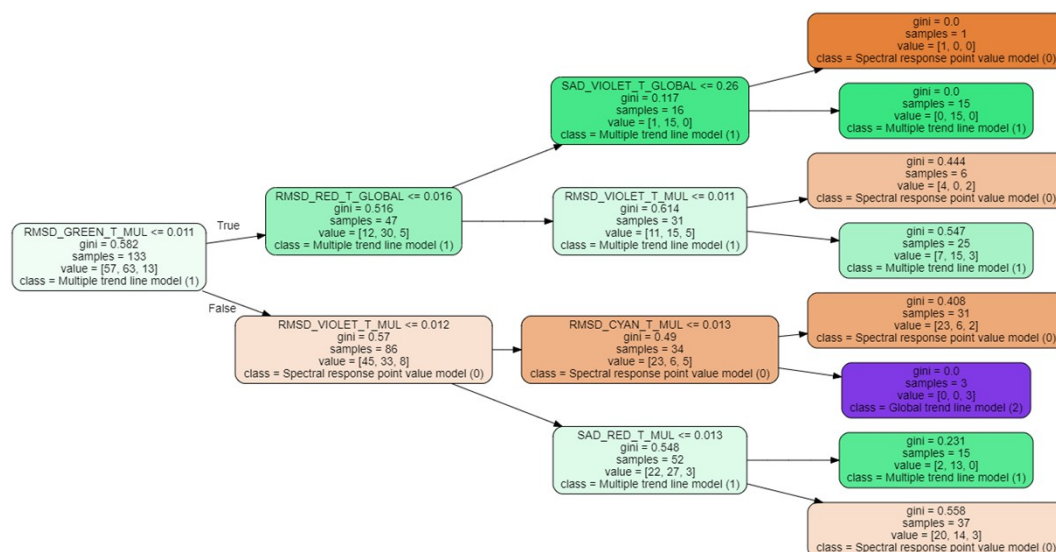 RMSD_GREEN_T_MUL <= 0.011
gini = 0.582
samples = 133
value = [57, 63, 13]
class = Multiple trend line model (1)
True
False
RMSD_RED_T_GLOBAL <= 0.016
gini = 0.516
samples = 47
value = [12, 30, 5]
class = Multiple trend line model (1)
RMSD_VIOLET_T_MUL <= 0.012
gini = 0.57
samples = 86
value = [45, 33, 8]
class = Spectral response point value model (0)
SAD_VIOLET_T_GLOBAL <= 0.26
gini = 0.117
samples = 16
value = [1, 15, 0]
class = Multiple trend line model (1)
RMSD_VIOLET_T_MUL <= 0.011
gini = 0.614
samples = 31
value = [11, 15, 5]
class = Multiple trend line model (1)
RMSD_CYAN_T_MUL <= 0.013
gini = 0.49
samples = 34
value = [23, 6, 5]
class = Spectral response point value model (0)
SAD_RED_T_MUL <= 0.013
gini = 0.548
samples = 52
value = [22, 27, 3]
class = Multiple trend line model (1)
gini = 0.0
samples = 1
value = [1, 0, 0]
class = Spectral response point value model (0)
gini = 0.0
samples = 15
value = [0, 15, 0]
class = Multiple trend line model (1)
gini = 0.444
samples = 6
value = [4, 0, 2]
class = Spectral response point value model (0)
gini = 0.547
samples = 25
value = [7, 15, 3]
class = Multiple trend line model (1)
gini = 0.408
samples = 31
value = [23, 6, 2]
class = Spectral response point value model (0)
gini = 0.0
samples = 3
value = [0, 0, 3]
class = Global trend line model (2)
gini = 0.231
samples = 15
value = [2, 13, 0]
class = Multiple trend line model (1)
gini = 0.558
samples = 37
value = [20, 14, 3]
class = Spectral response point value model (0)